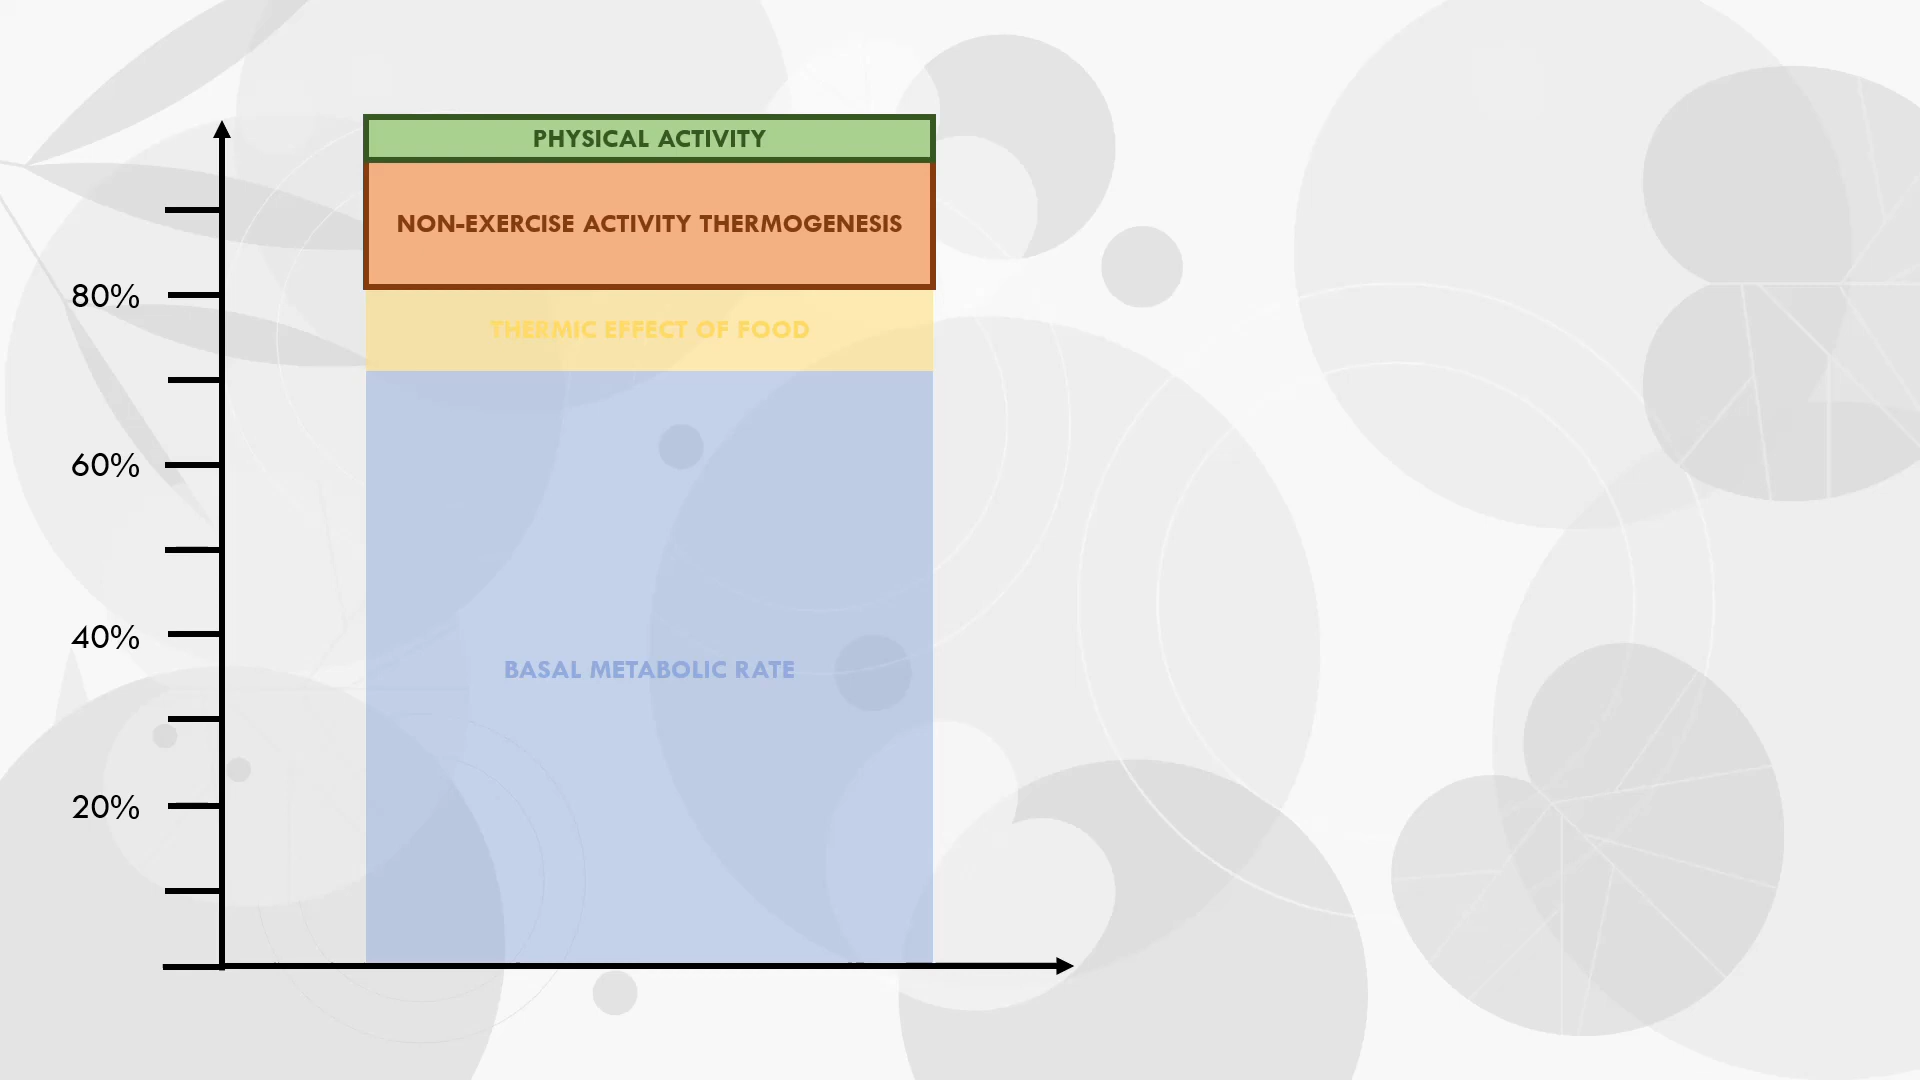 PHYSICAL ACTIVITY
NON-EXERCISE ACTIVITY THERMOGENESIS
80%
THERMIC EFFECT OF FOOD
60%
40%
BASAL METABOLIC RATE
20%